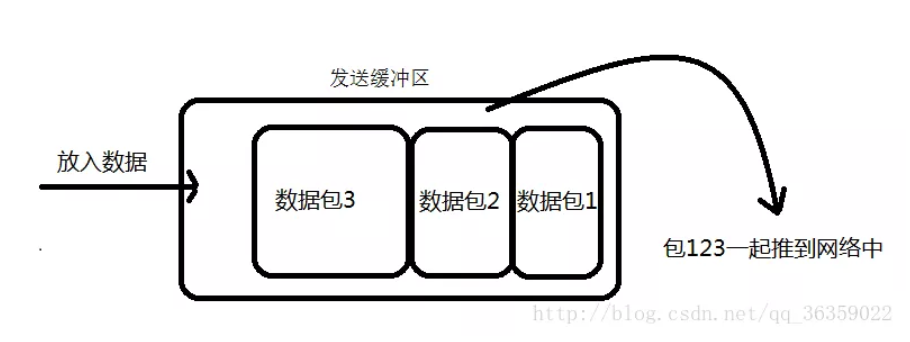 发送缓冲区
放入数据
数据包3
数据包2
数据包1
包123一起推到网络中
http://blog.csdn.net/qq_36359022